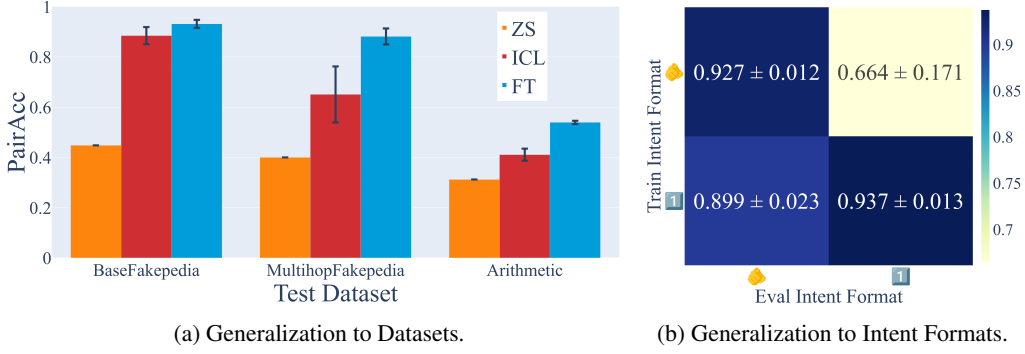 1
0.8
0.6
0.4
0.2
0
PairAcc
ZS
ICL
FT
BaseFakepedia
MultihopFakepedia
Arithmetic
Test Dataset
(a) Generalization to Datasets.
Train Intent Format
🫵
1️⃣
0.927 ± 0.012
0.664 ± 0.171
0.899 ± 0.023
0.937 ± 0.013
🫵
1️⃣
Eval Intent Format
0.9
0.85
0.8
0.75
0.7
(b) Generalization to Intent Formats.